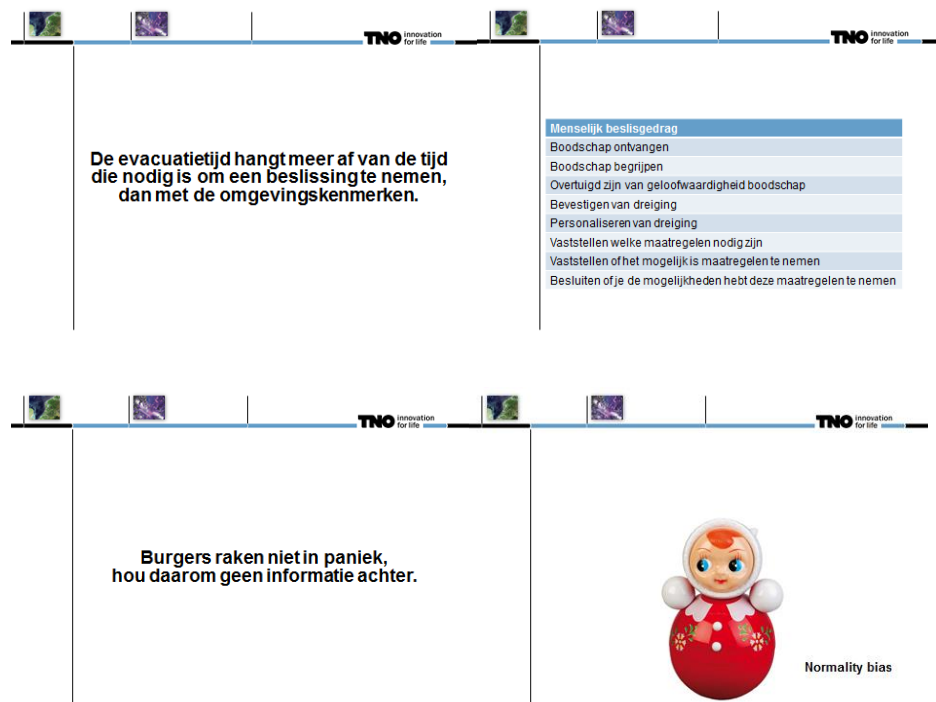 TNO innovation
for life
TNO innovation
for life
De evacuatietijd hangt meer af van de tijd
die nodig is om een beslissing te nemen,
dan met de omgevingskenmerken.
Menselijk beslisgedrag
Boodschap ontvangen
Boodschap begrijpen
Overtuigd zijn van geloofwaardigheid boodschap
Bevestigen van dreiging
Personaliseren van dreiging
Vaststellen welke maatregelen nodig zijn
Vaststellen of het mogelijk is maatregelen te nemen
Besluiten of je de mogelijkheden hebt deze maatregelen te nemen
TNO innovation
for life
TNO innovation
for life
Burgers raken niet in paniek,
hou daarom geen informatie achter.
Normality bias